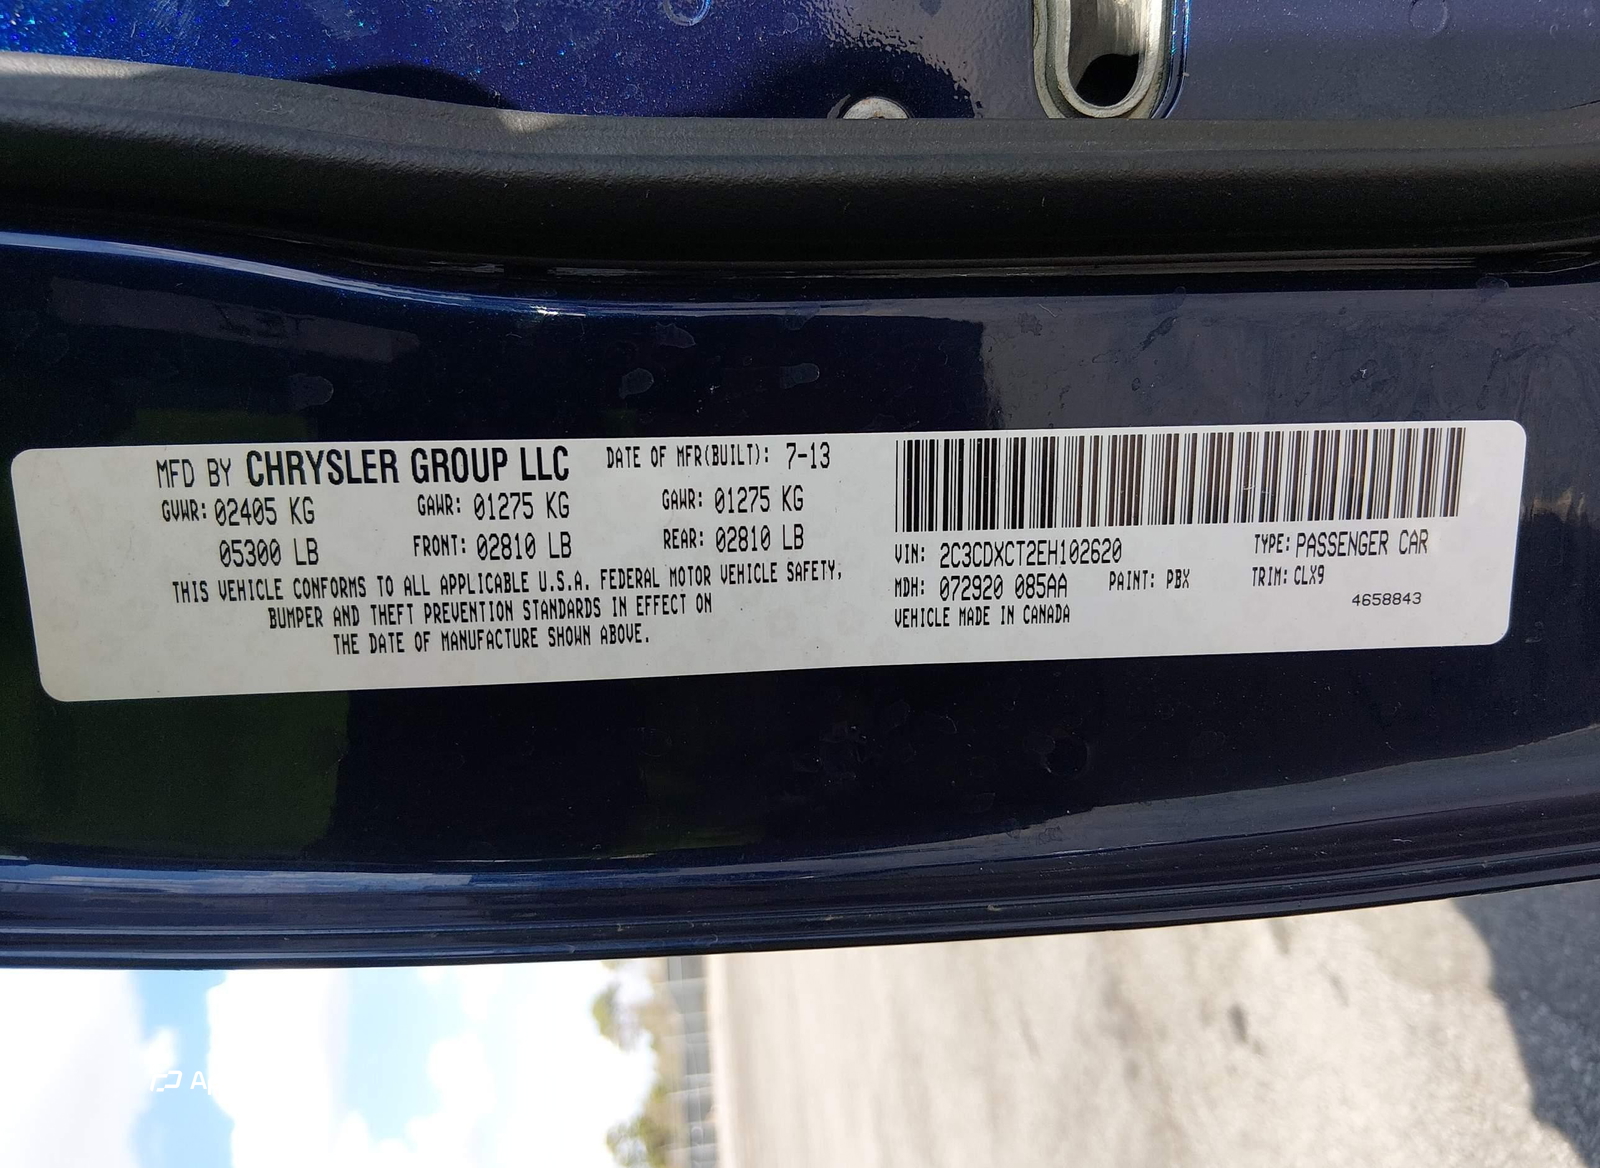 MFD BY CHRYSLER GROUP LLC DATE OF MFR(BUILT): 7-13
GVWR: 02405 KG GAWR: 01275 KG GAWR: 01275 KG
05300 LB FRONT: 02810 LB REAR: 02810 LB
THIS VEHICLE CONFORMS TO ALL APPLICABLE U.S.A. FEDERAL MOTOR VEHICLE SAFETY,
BUMPER AND THEFT PREVENTION STANDARDS IN EFFECT ON
THE DATE OF MANUFACTURE SHOWN ABOVE.
VIN: 2C3CDXCT2EH102620 TYPE: PASSENGER CAR
MDH: 072920 085AA PAINT: PBX TRIM: CLX9
VEHICLE MADE IN CANADA 4658843